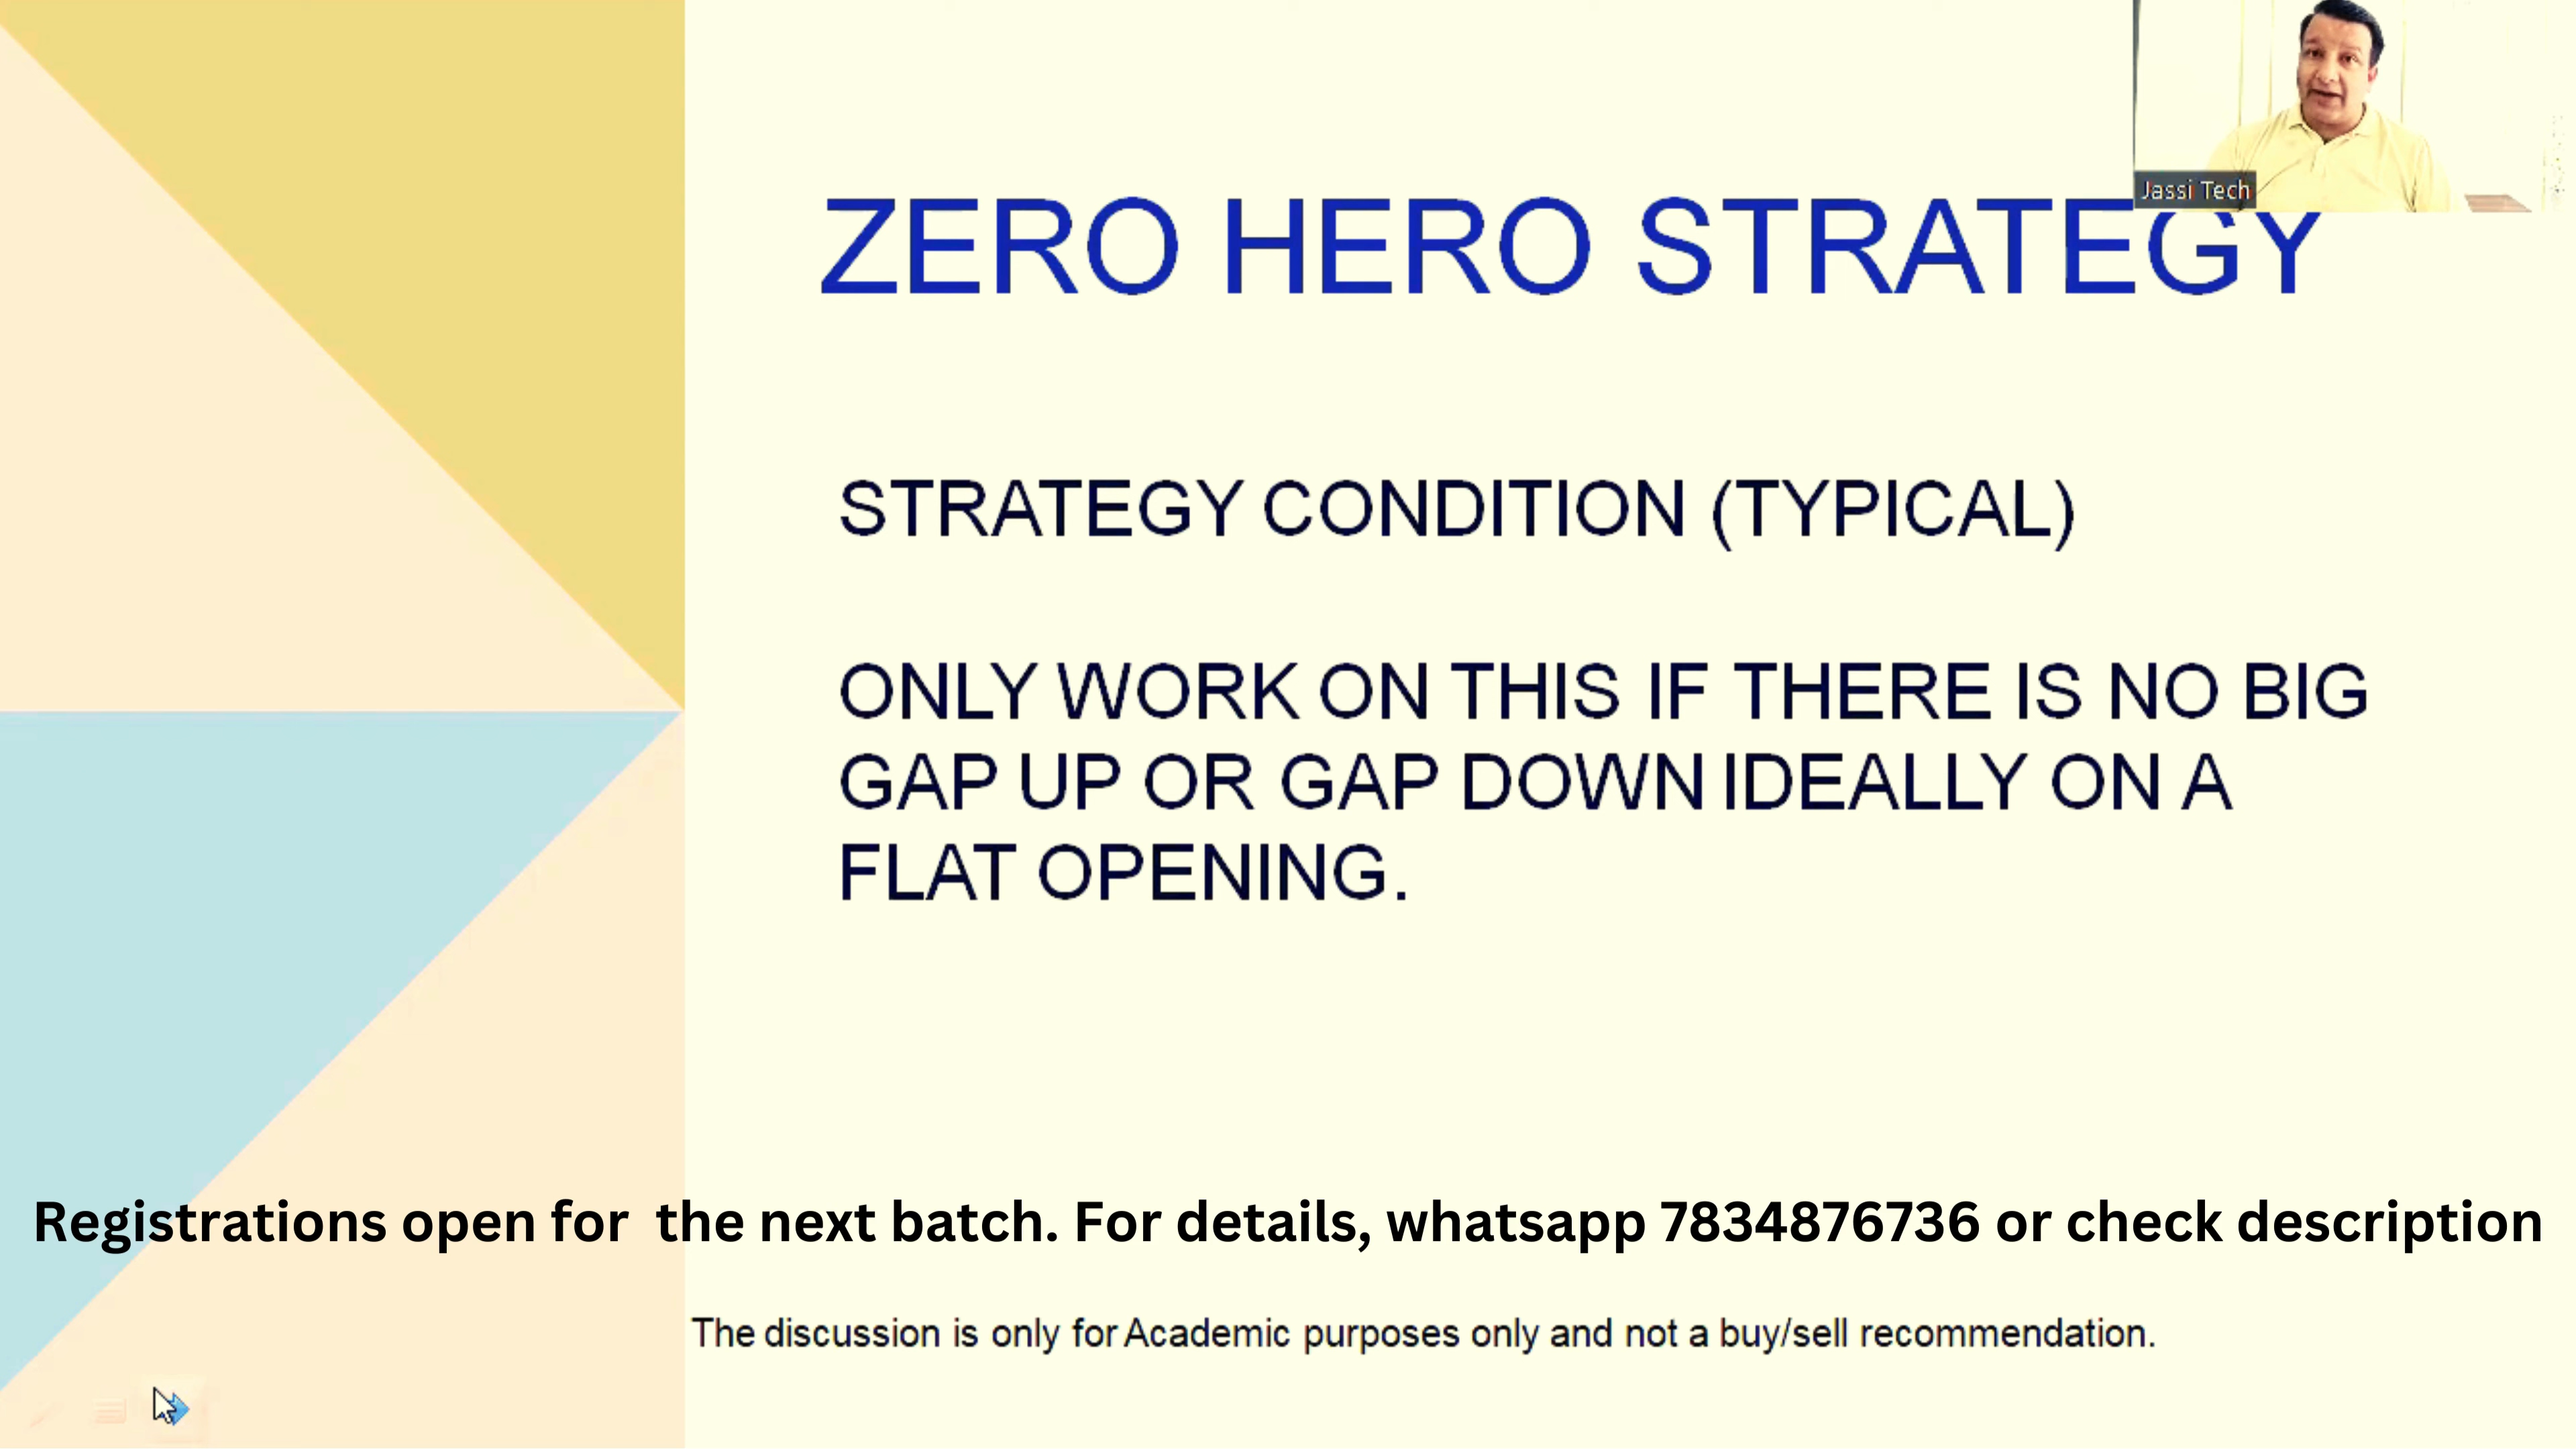 Jassi Tech
ZERO HERO STRATEGY
STRATEGY CONDITION (TYPICAL)
ONLY WORK ON THIS IF THERE IS NO BIG
GAP UP OR GAP DOWN IDEALLY ON A
FLAT OPENING.
Registrations open for the next batch. For details, whatsapp 7834876736 or check description
The discussion is only for Academic purposes only and not a buy/sell recommendation.